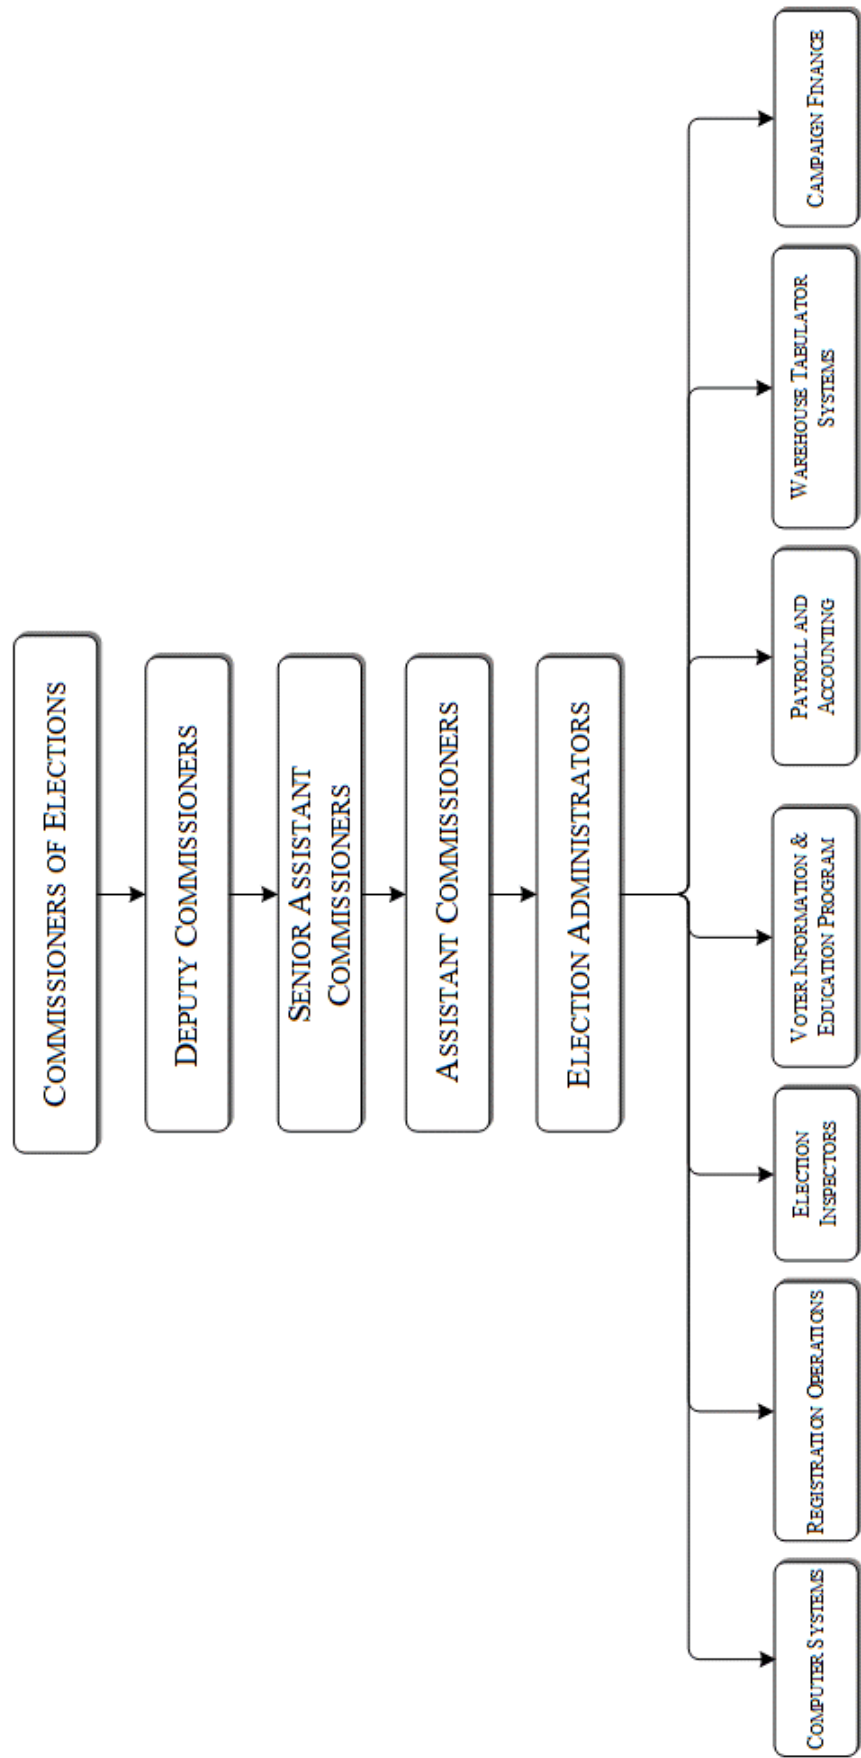 COMMISSIONERS OF ELECTIONS
DEPUTY COMMISSIONERS
SENIOR ASSISTANT
COMMISSIONERS
ASSISTANT COMMISSIONERS
ELECTION ADMINISTRATORS
COMPUTER SYSTEMS
REGISTRATION OPERATIONS
ELECTION
INSPECTORS
VOTER INFORMATION &
EDUCATION PROGRAM
PAYROLL AND
ACCOUNTING
WAREHOUSE TABULATOR
SYSTEMS
CAMPAIGN FINANCE